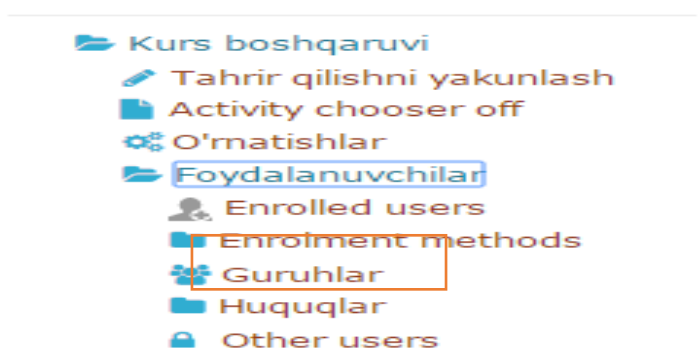 Kurs boshqaruvi
Tahrir qilishni yakunlash
Activity chooser off
O'rnatishlar
Foydalanuvchilar
Enrolled users
Enrolment methods
Guruhlar
Huquqlar
Other users